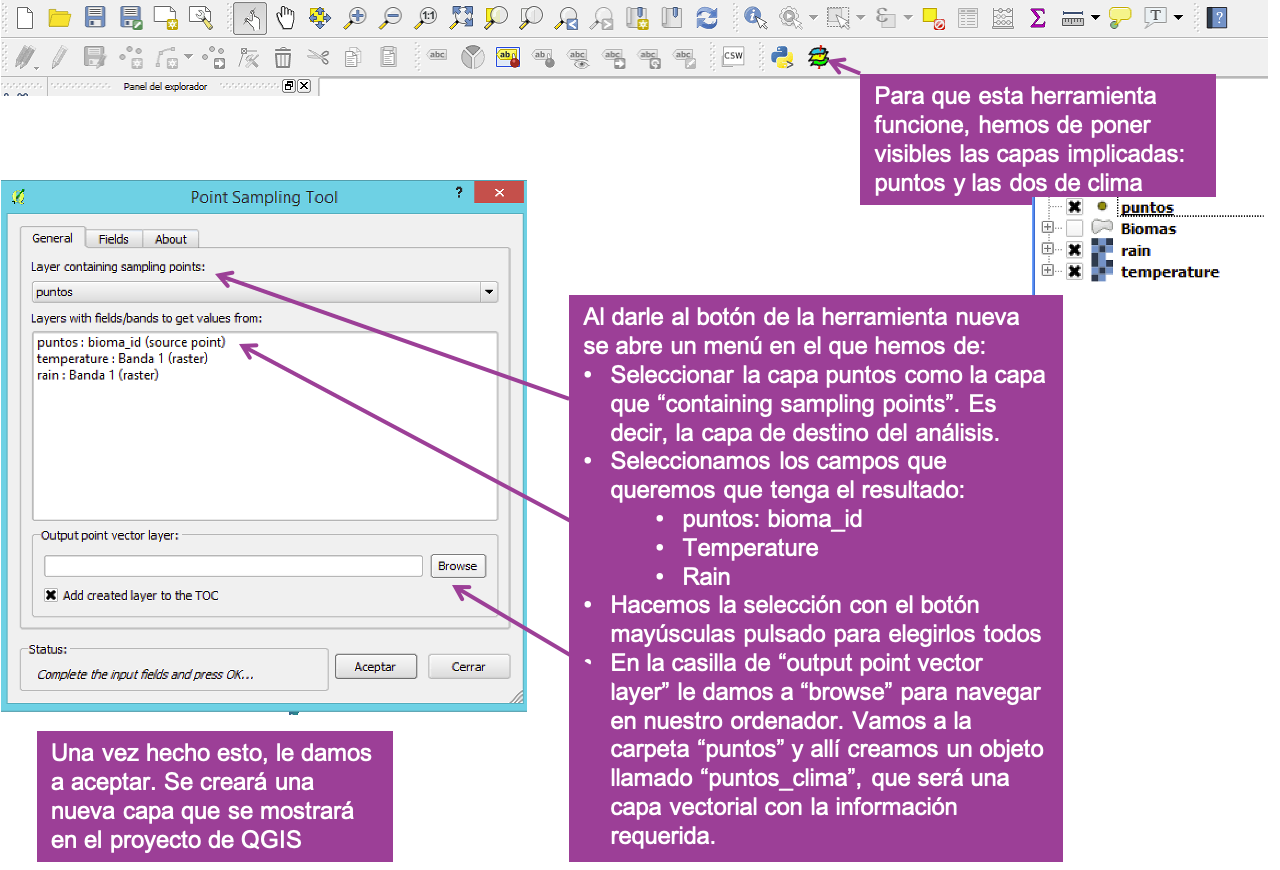 1:1
Σ
T
?
abc
ab
ab
abc
abc
abc
abc
CSW
Panel del explorador
Para que esta herramienta
funcione, hemos de poner
visibles las capas implicadas:
puntos y las dos de clima
puntos
Biomas
rain
temperature
Point Sampling Tool
?
General Fields About
Layer containing sampling points:
puntos
Layers with fields/bands to get values from:
puntos : bioma_id (source point)
temperature : Banda 1 (raster)
rain : Banda 1 (raster)
Output point vector layer:
Browse
Add created layer to the TOC
Status:
Complete the input fields and press OK...
Aceptar
Cerrar
Al darle al botón de la herramienta nueva
se abre un menú en el que hemos de:
• Seleccionar la capa puntos como la capa
que “containing sampling points”. Es
decir, la capa de destino del análisis.
• Seleccionamos los campos que
queremos que tenga el resultado:
• puntos: bioma_id
• Temperature
• Rain
• Hacemos la selección con el botón
mayúsculas pulsado para elegirlos todos
• En la casilla de “output point vector
layer” le damos a “browse” para navegar
en nuestro ordenador. Vamos a la
carpeta “puntos” y allí creamos un objeto
llamado “puntos_clima”, que será una
capa vectorial con la información
requerida.
Una vez hecho esto, le damos
a aceptar. Se creará una
nueva capa que se mostrará
en el proyecto de QGIS